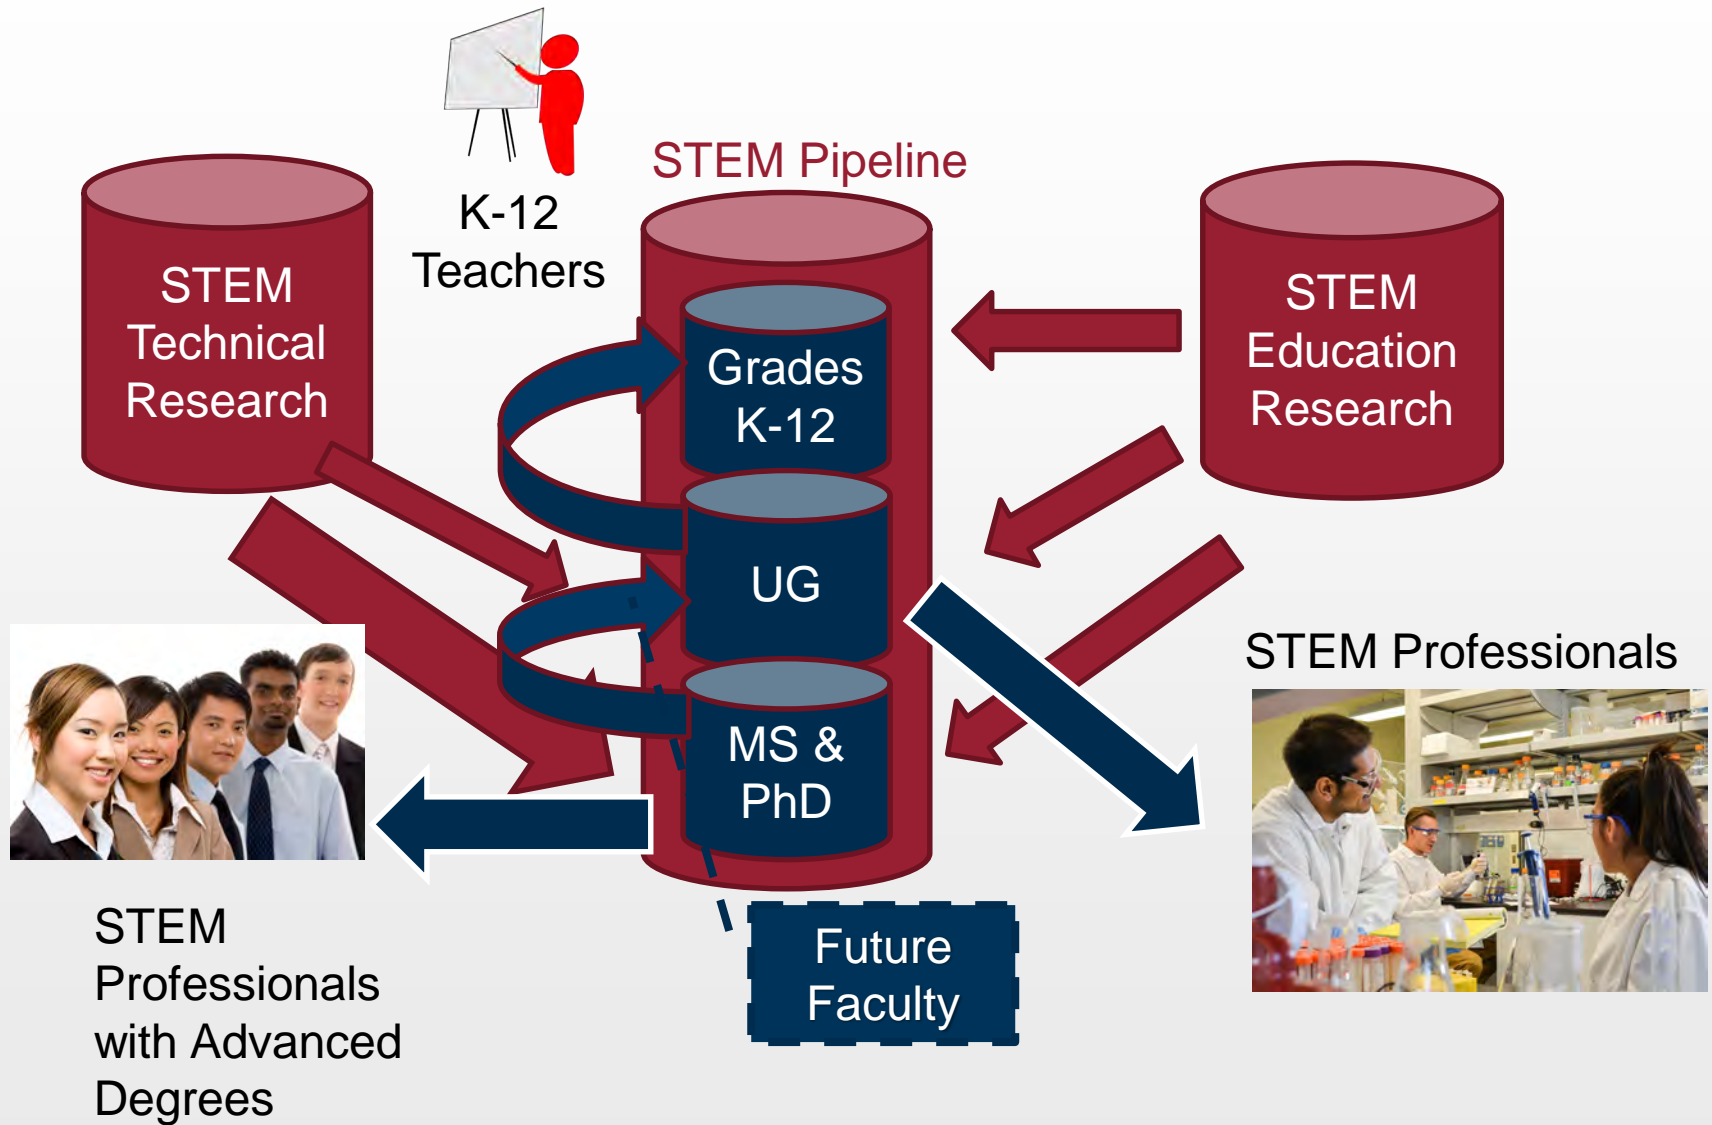 K-12
Teachers
STEM Pipeline
STEM
Technical
Research
Grades
K-12
UG
MS &
PhD
STEM
Education
Research
STEM Professionals
STEM
Professionals
with Advanced
Degrees
Future
Faculty